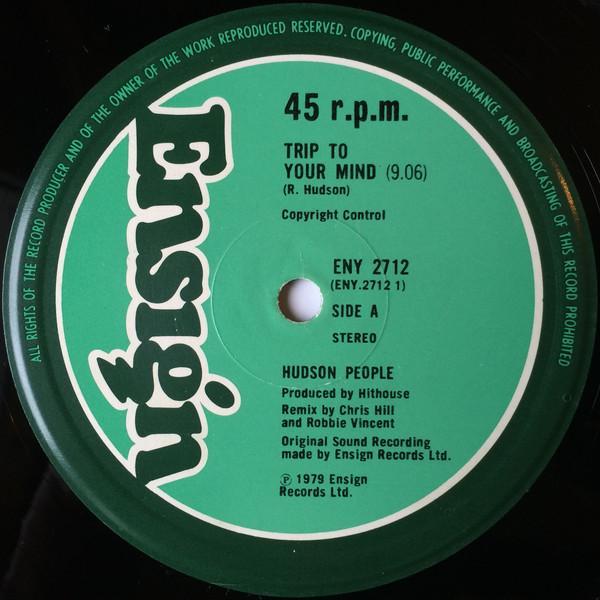 ALL RIGHTS OF THE RECORD PRODUCER AND OF THE OWNER OF THE WORK REPRODUCED RESERVED. COPYING, PUBLIC PERFORMANCE AND BROADCASTING OF THIS RECORD PROHIBITED
Ensign
45 r.p.m.
TRIP TO
YOUR MIND (9.06)
(R. Hudson)
Copyright Control
ENY 2712
(ENY.2712 1)
SIDE A
STEREO
HUDSON PEOPLE
Produced by Hithouse
Remix by Chris Hill
and Robbie Vincent
Original Sound Recording
made by Ensign Records Ltd.
℗ 1979 Ensign
Records Ltd.